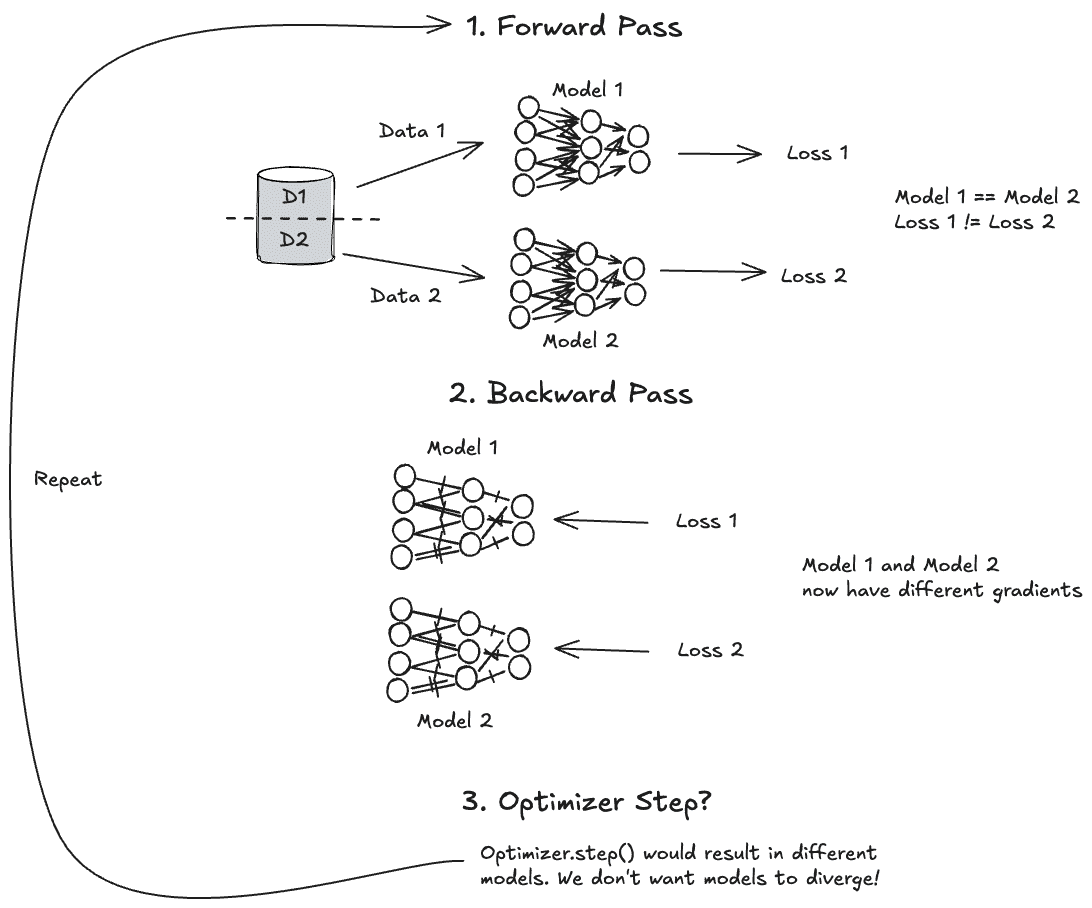 1. Forward Pass
Model 1
Data 1
Loss 1
D1
Model 1 == Model 2
Loss 1 != Loss 2
D2
Data 2
Loss 2
Model 2
2. Backward Pass
Model 1
Repeat
Loss 1
Model 1 and Model 2
now have different gradients
Loss 2
Model 2
3. Optimizer Step?
Optimizer.step() would result in different
models. We don't want models to diverge!